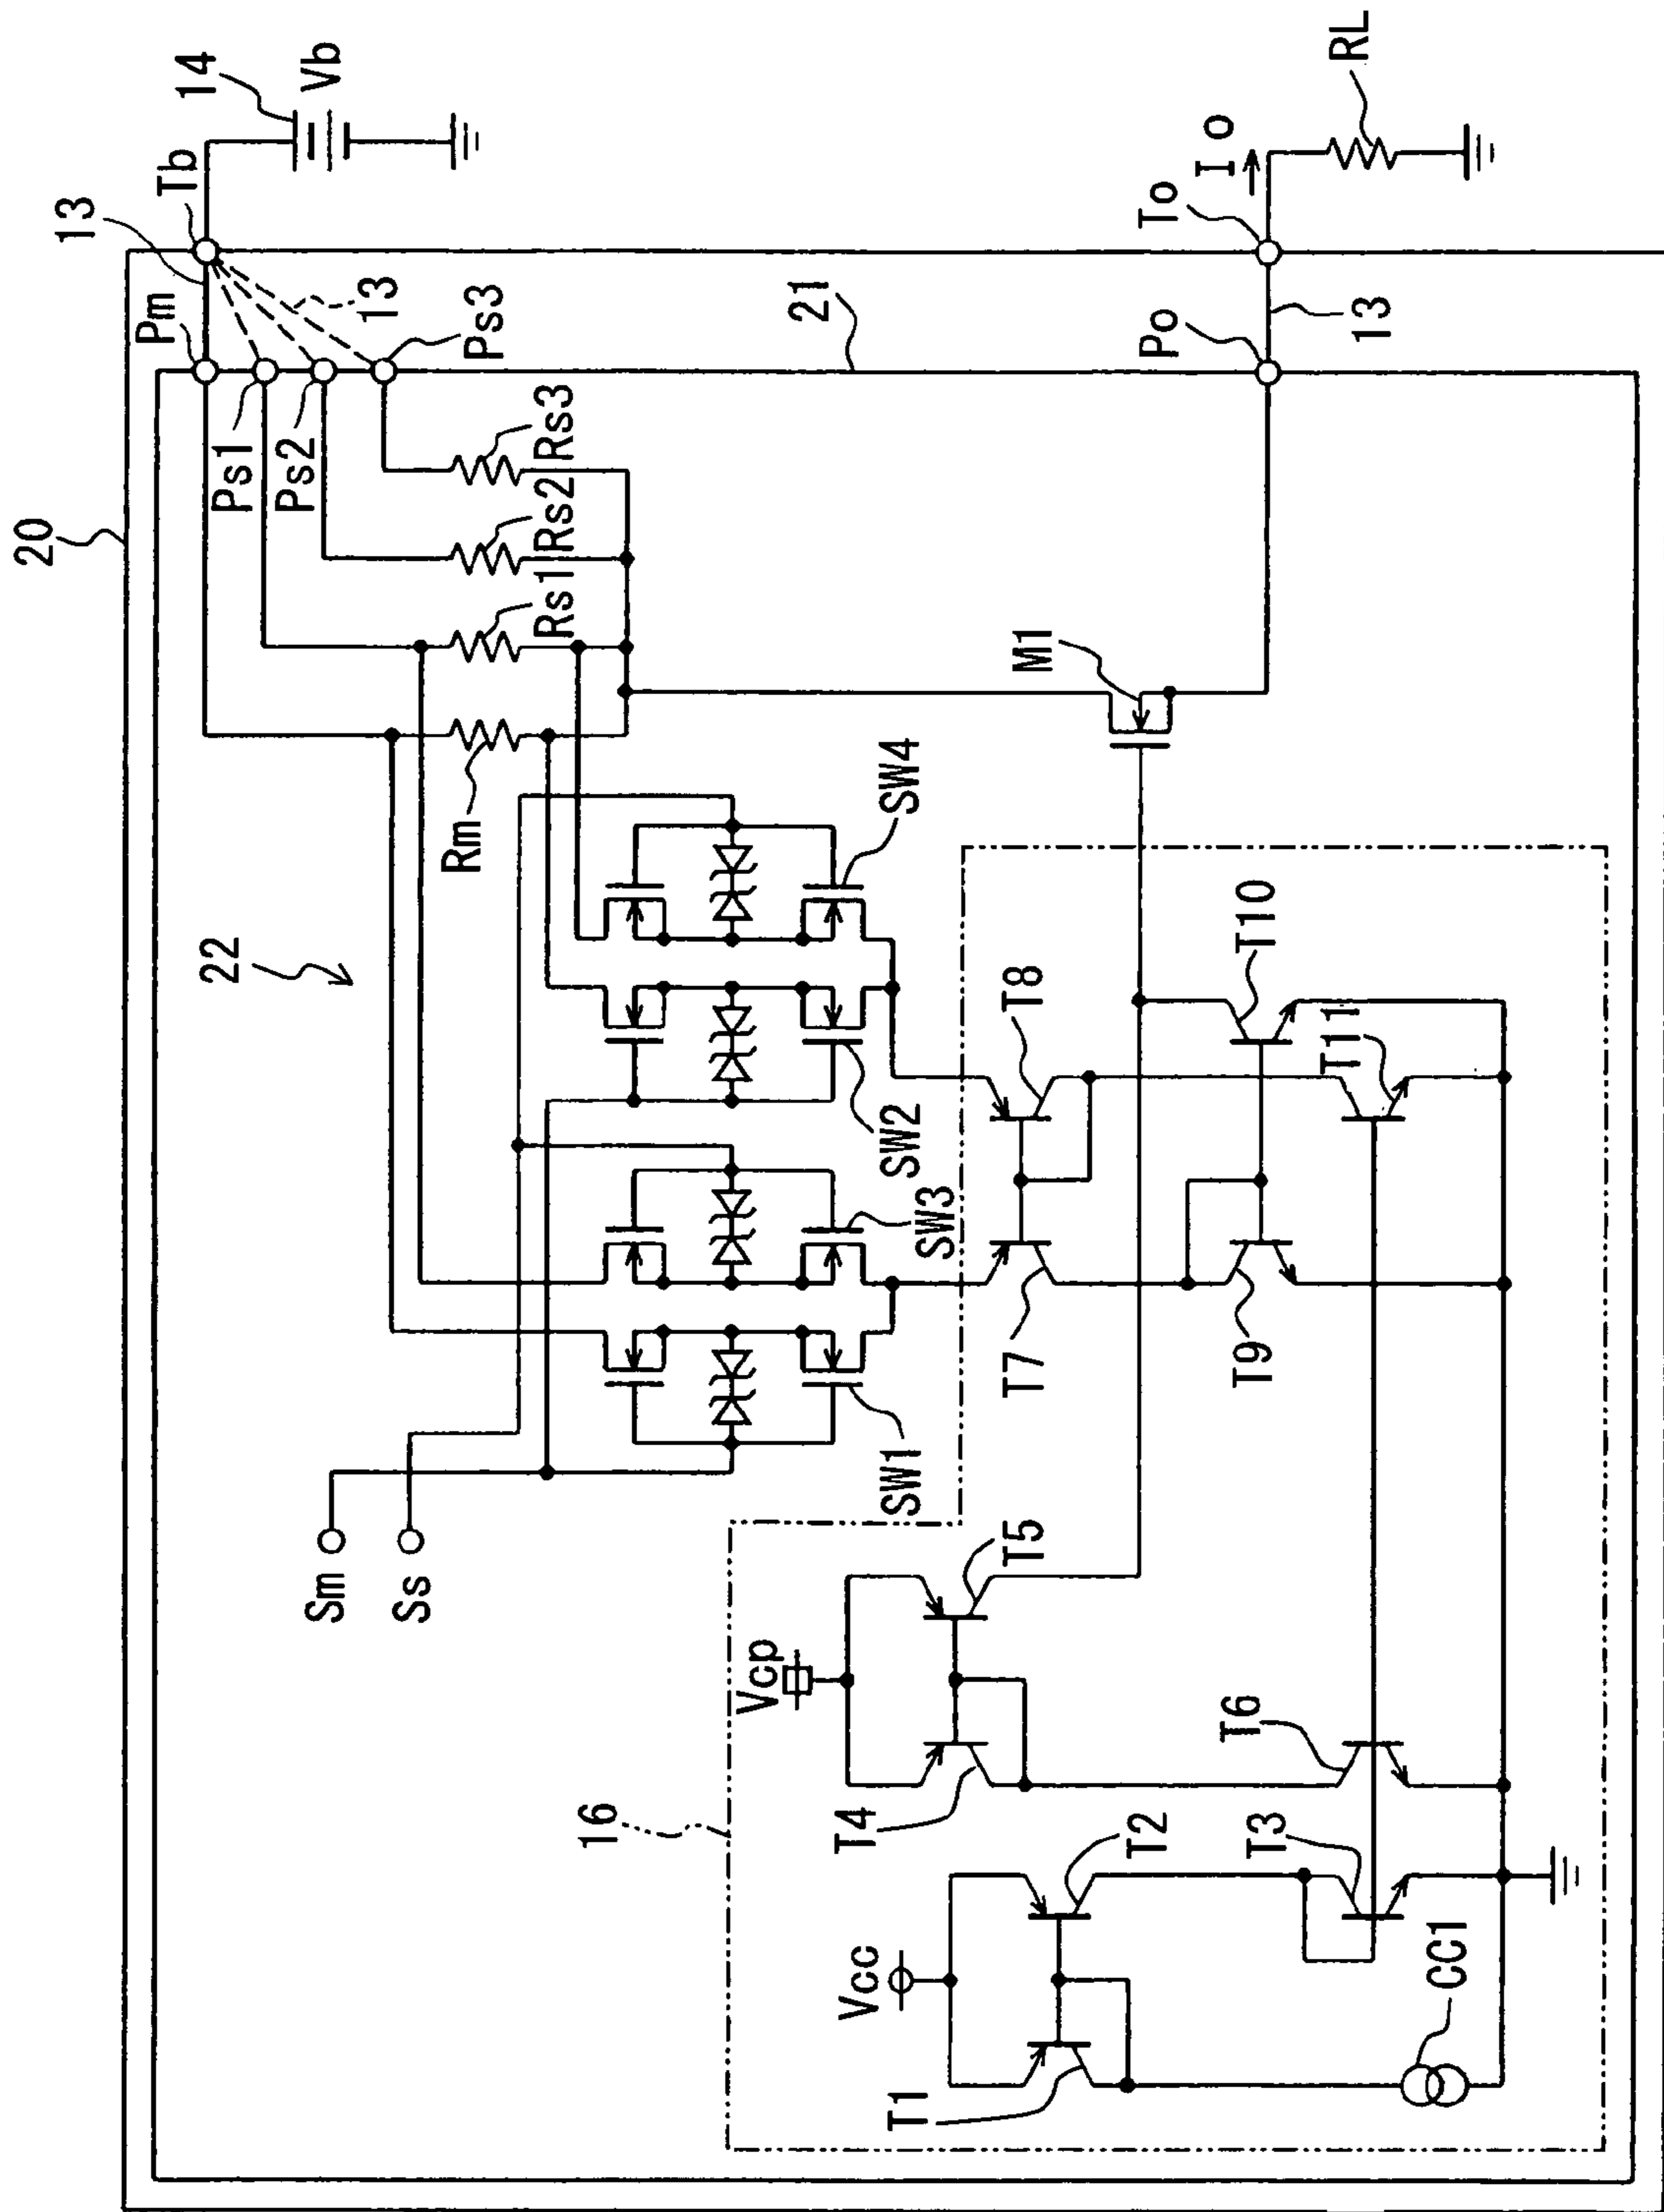 20
13
Tb
14
Vb
Pm
Ps1
Ps2
13
Ps3
21
Po
13
To
Io
RL
Rs3
Rs2
Rs1
Rm
22
M1
Sm
Ss
SW1
SW3
SW2
SW4
16
Vcc
Vcp
T1
T2
T3
T4
T5
T6
T7
T8
T9
T10
T11
CC1